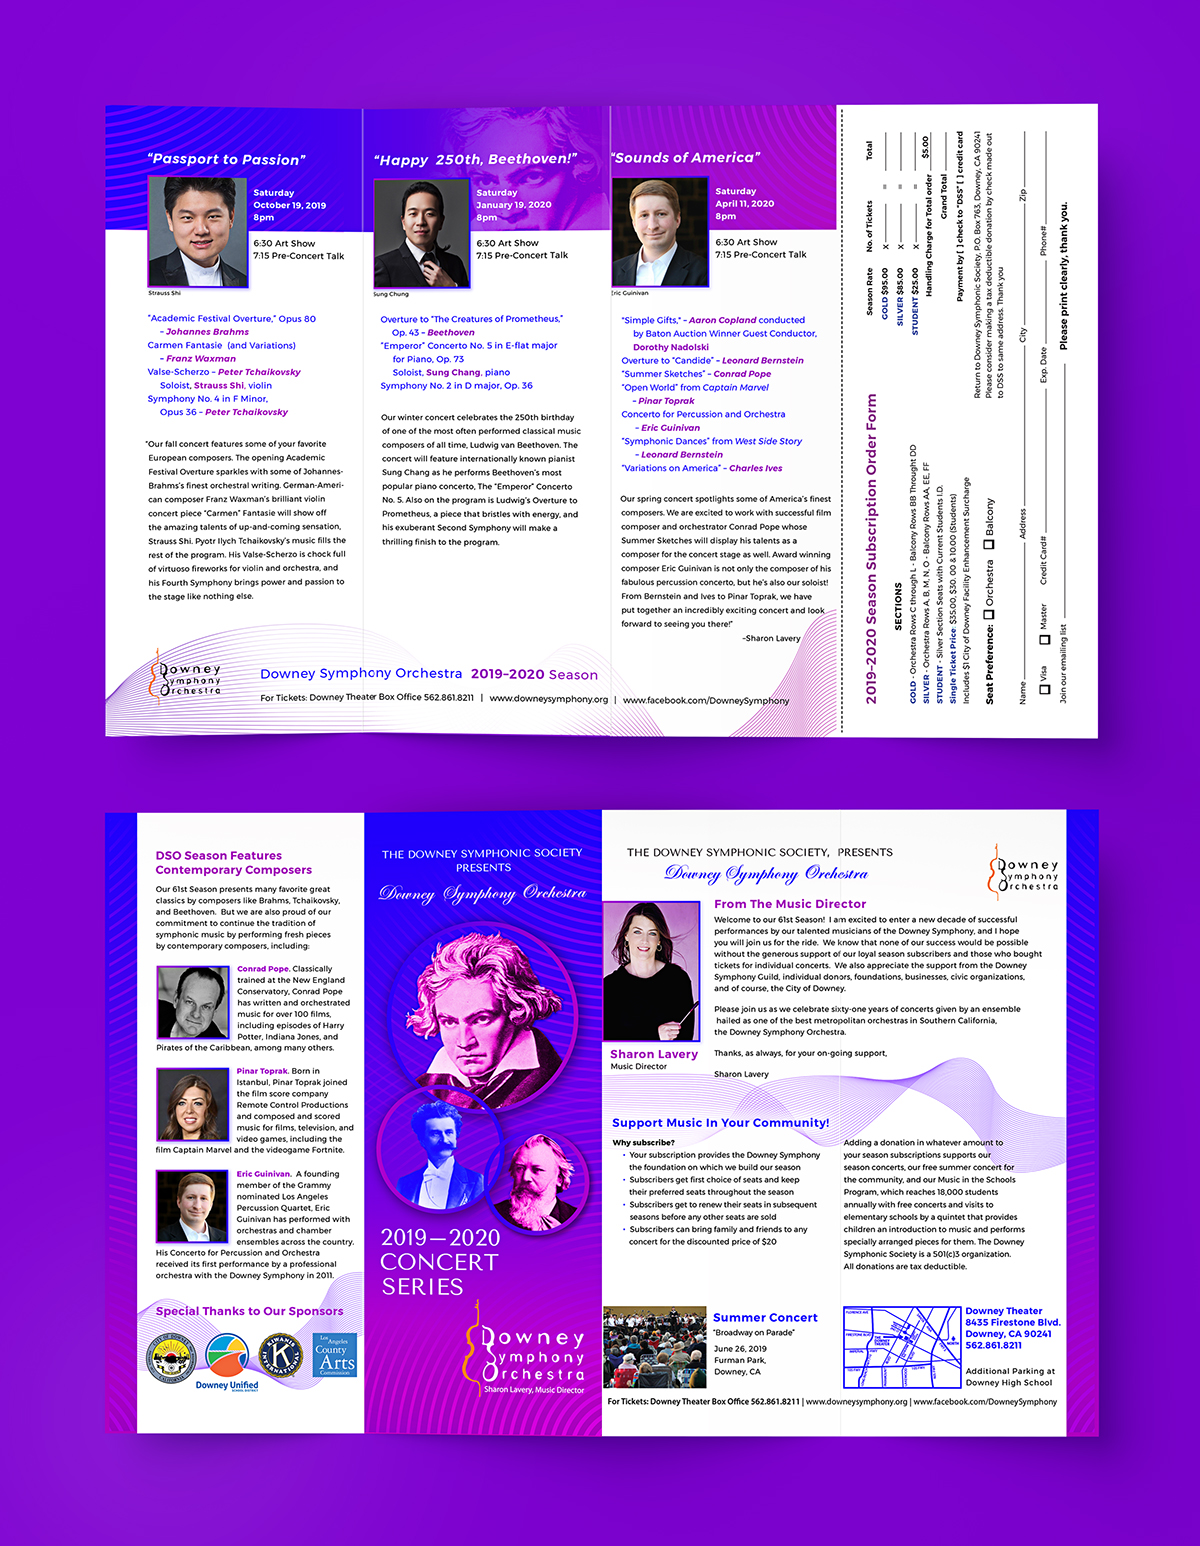 "Passport to Passion"
Saturday
October 19, 2019
8pm
6:30 Art Show
7:15 Pre-Concert Talk
Strauss Shi
"Academic Festival Overture," Opus 80
– Johannes Brahms
Carmen Fantasie (and Variations)
– Franz Waxman
Valse-Scherzo – Peter Tchaikovsky
Soloist, Strauss Shi, violin
Symphony No. 4 in F Minor,
Opus 36 – Peter Tchaikovsky
"Our fall concert features some of your favorite
European composers. The opening Academic
Festival Overture sparkles with some of Johannes-
Brahms's finest orchestral writing. German-Ameri-
can composer Franz Waxman's brilliant violin
concert piece "Carmen" Fantasie will show off
the amazing talents of up-and-coming sensation,
Strauss Shi. Pyotr Ilych Tchaikovsky's music fills the
rest of the program. His Valse-Scherzo is chock full
of virtuoso fireworks for violin and orchestra, and
his Fourth Symphony brings power and passion to
the stage like nothing else.
"Happy 250th, Beethoven!"
Saturday
January 19, 2020
8pm
6:30 Art Show
7:15 Pre-Concert Talk
Sung Chung
Overture to "The Creatures of Prometheus,"
Op. 43 – Beethoven
"Emperor" Concerto No. 5 in E-flat major
for Piano, Op. 73
Soloist, Sung Chang, piano
Symphony No. 2 in D major, Op. 36
Our winter concert celebrates the 250th birthday
of one of the most often performed classical music
composers of all time, Ludwig van Beethoven. The
concert will feature internationally known pianist
Sung Chang as he performs Beethoven's most
popular piano concerto, The "Emperor" Concerto
No. 5. Also on the program is Ludwig's Overture to
Prometheus, a piece that bristles with energy, and
his exuberant Second Symphony will make a
thrilling finish to the program.
"Sounds of America"
Saturday
April 11, 2020
8pm
6:30 Art Show
7:15 Pre-Concert Talk
Eric Guinivan
"Simple Gifts," – Aaron Copland conducted
by Baton Auction Winner Guest Conductor,
Dorothy Nadolski
Overture to "Candide" – Leonard Bernstein
"Summer Sketches" – Conrad Pope
"Open World" from Captain Marvel
– Pinar Toprak
Concerto for Percussion and Orchestra
– Eric Guinivan
"Symphonic Dances" from West Side Story
– Leonard Bernstein
"Variations on America" – Charles Ives
Our spring concert spotlights some of America's finest
composers. We are excited to work with successful film
composer and orchestrator Conrad Pope whose
Summer Sketches will display his talents as a
composer for the concert stage as well. Award winning
composer Eric Guinivan is not only the composer of his
fabulous percussion concerto, but he's also our soloist!
From Bernstein and Ives to Pinar Toprak, we have
put together an incredibly exciting concert and look
forward to seeing you there!"
–Sharon Lavery
Downey
Symphony
Orchestra
Downey Symphony Orchestra 2019–2020 Season
For Tickets: Downey Theater Box Office 562.861.8211 | www.downeysymphony.org | www.facebook.com/DowneySymphony
2019–2020 Season Subscription Order Form
Season Rate No. of Tickets Total
GOLD $95.00 X =
SILVER $85.00 X =
STUDENT $25.00 X =
Handling Charge for Total order $5.00
Grand Total
Payment by [ ] check to "DSS" [ ] credit card
SECTIONS
GOLD - Orchestra Rows C through L - Balcony Rows BB Throught DD
SILVER - Orchestra Rows A, B, M, N, O - Balcony Rows AA, EE, FF
STUDENT - Silver Section Seats with Current Students I.D.
Single Ticket Price: $35.00, $30. 00 & 10.00 (Students)
Includes $1 City of Downey Facility Enhancement Surcharge
Return to Downey Symphonic Society, P.O. Box 763, Downey, CA 90241
Please consider making a tax deductible donation by check made out
to DSS to same address. Thank you
Seat Preference: Orchestra Balcony
Name Address City Zip
Visa Master Credit Card# Exp. Date Phone#
Join our emailing list Please print clearly, thank you.
DSO Season Features
Contemporary Composers
Our 61st Season presents many favorite great
classics by composers like Brahms, Tchaikovsky,
and Beethoven. But we are also proud of our
commitment to continue the tradition of
symphonic music by performing fresh pieces
by contemporary composers, including:
Conrad Pope. Classically
trained at the New England
Conservatory, Conrad Pope
has written and orchestrated
music for over 100 films,
including episodes of Harry
Potter, Indiana Jones, and
Pirates of the Caribbean, among many others.
Pinar Toprak. Born in
Istanbul, Pinar Toprak joined
the film score company
Remote Control Productions
and composed and scored
music for films, television, and
video games, including the
film Captain Marvel and the videogame Fortnite.
Eric Guinivan. A founding
member of the Grammy
nominated Los Angeles
Percussion Quartet, Eric
Guinivan has performed with
orchestras and chamber
ensembles across the country.
His Concerto for Percussion and Orchestra
received its first performance by a professional
orchestra with the Downey Symphony in 2011.
Special Thanks to Our Sponsors
CITY OF DOWNEY
Downey Unified
SCHOOL DISTRICT
KIWANIS
K
INTERNATIONAL
Los Angeles
County
Arts
Commission
THE DOWNEY SYMPHONIC SOCIETY
PRESENTS
Downey Symphony Orchestra
2019—2020
CONCERT
SERIES
Downey
Symphony
Orchestra
Sharon Lavery, Music Director
THE DOWNEY SYMPHONIC SOCIETY, PRESENTS
Downey Symphony Orchestra
Downey
Symphony
Orchestra
From The Music Director
Welcome to our 61st Season! I am excited to enter a new decade of successful
performances by our talented musicians of the Downey Symphony, and I hope
you will join us for the ride. We know that none of our success would be possible
without the generous support of our loyal season subscribers and those who bought
tickets for individual concerts. We also appreciate the support from the Downey
Symphony Guild, individual donors, foundations, businesses, civic organizations,
and of course, the City of Downey.
Please join us as we celebrate sixty-one years of concerts given by an ensemble
hailed as one of the best metropolitan orchestras in Southern California,
the Downey Symphony Orchestra.
Thanks, as always, for your on-going support,
Sharon Lavery
Sharon Lavery
Music Director
Support Music In Your Community!
Why subscribe?
• Your subscription provides the Downey Symphony
the foundation on which we build our season
• Subscribers get first choice of seats and keep
their preferred seats throughout the season
• Subscribers get to renew their seats in subsequent
seasons before any other seats are sold
• Subscribers can bring family and friends to any
concert for the discounted price of $20
Adding a donation in whatever amount to
your season subscriptions supports our
season concerts, our free summer concert for
the community, and our Music in the Schools
Program, which reaches 18,000 students
annually with free concerts and visits to
elementary schools by a quintet that provides
children an introduction to music and performs
specially arranged pieces for them. The Downey
Symphonic Society is a 501(c)3 organization.
All donations are tax deductible.
Summer Concert
"Broadway on Parade"
June 26, 2019
Furman Park,
Downey, CA
Downey Theater
8435 Firestone Blvd.
Downey, CA 90241
562.861.8211
Additional Parking at
Downey High School
For Tickets: Downey Theater Box Office 562.861.8211 | www.downeysymphony.org | www.facebook.com/DowneySymphony